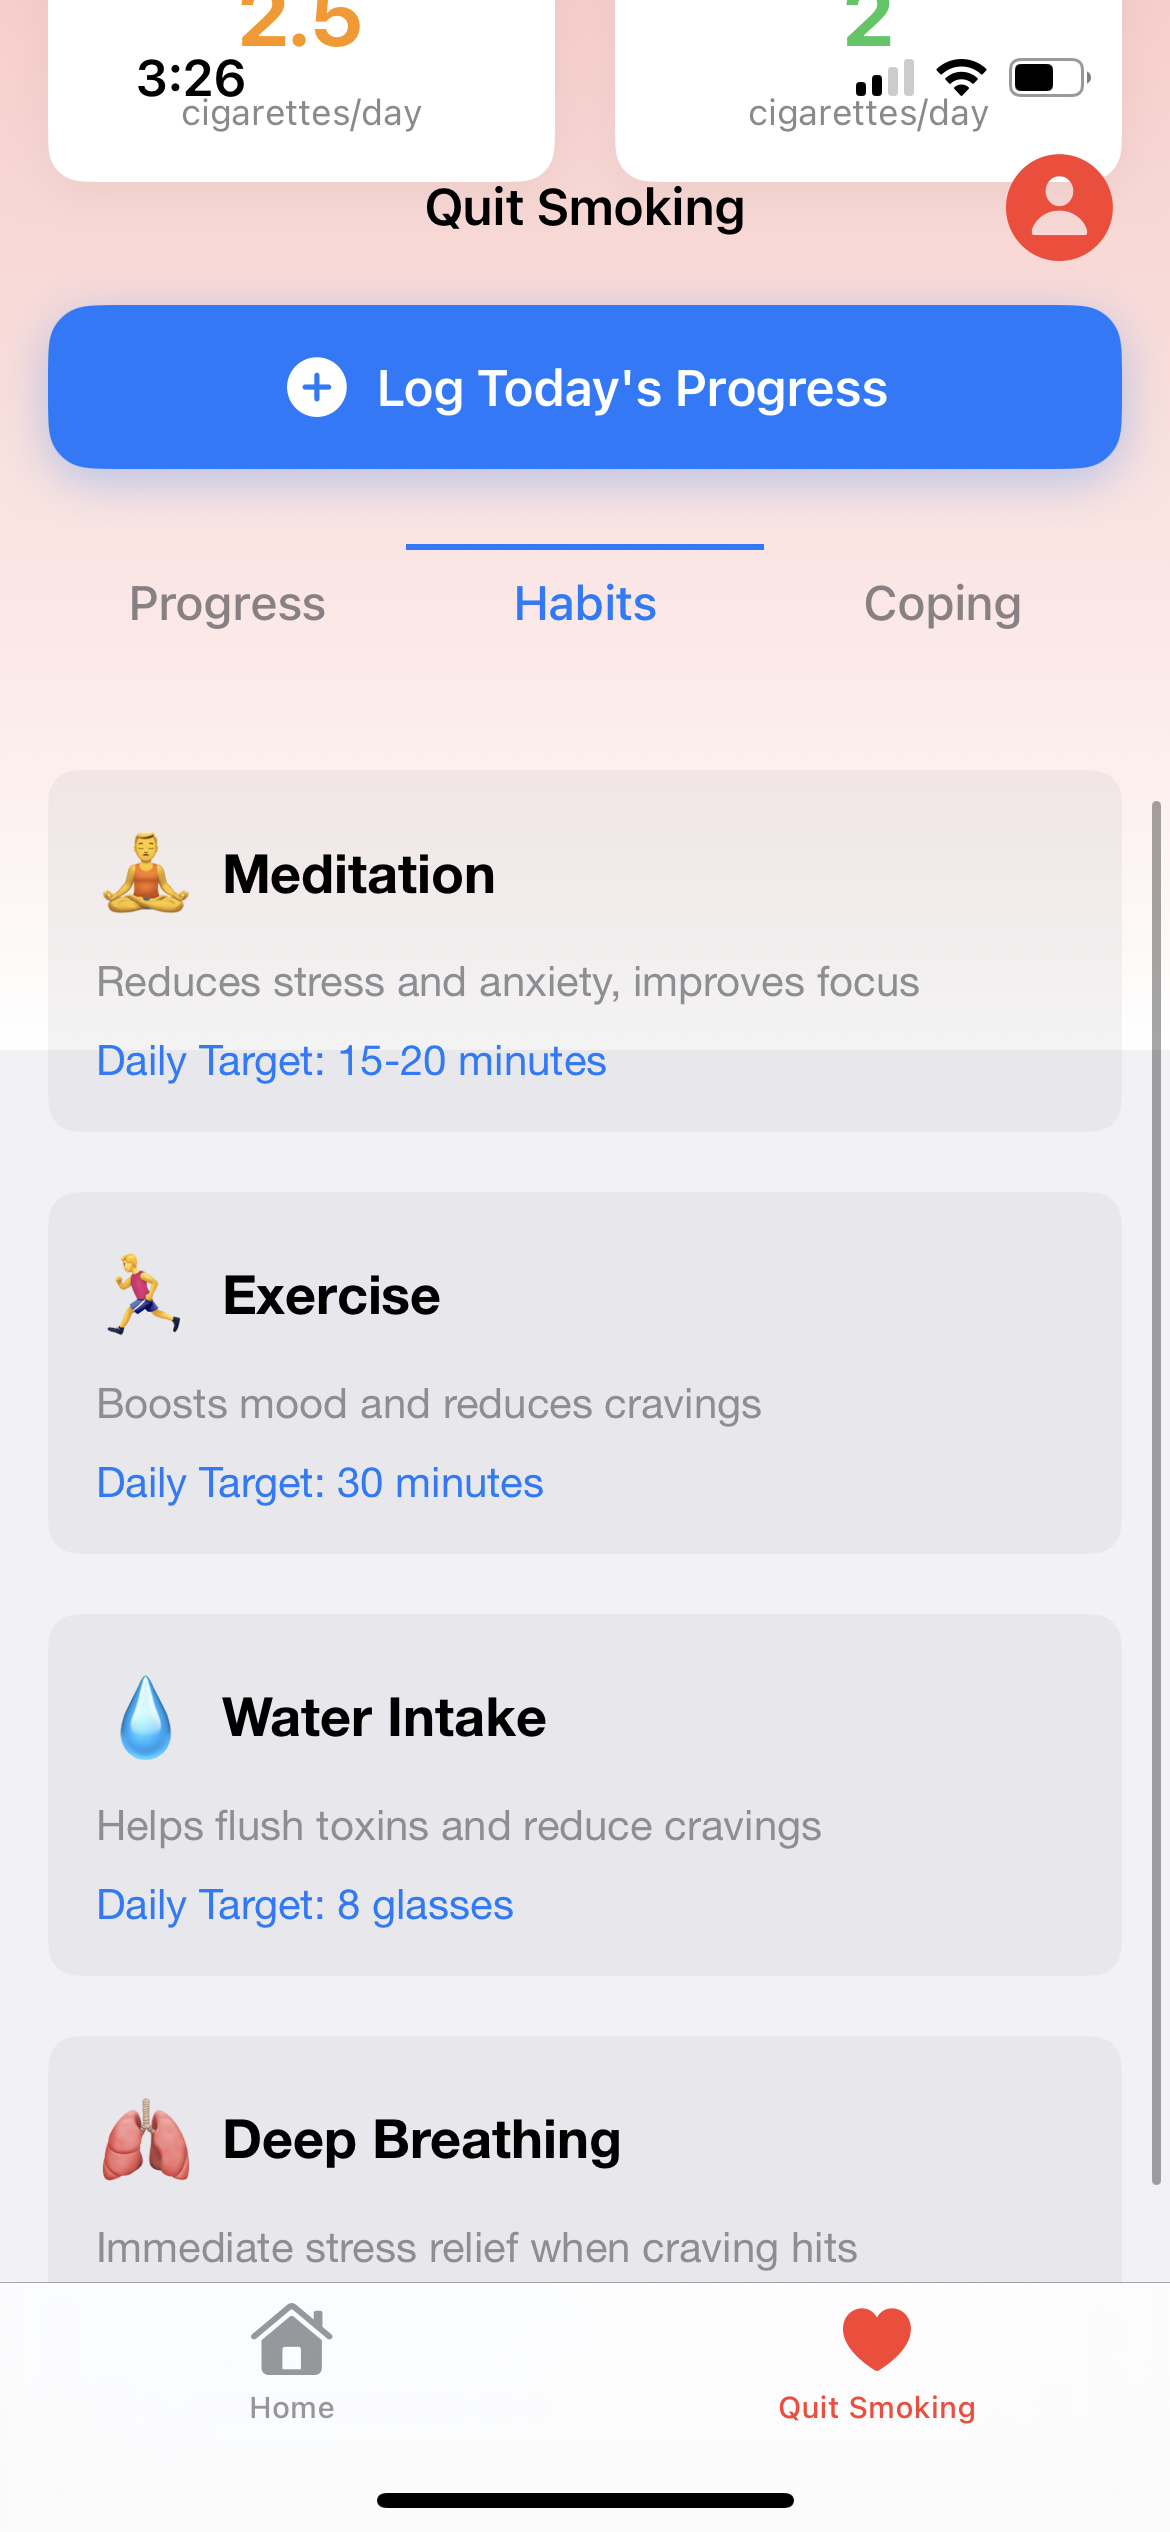 2.5
2
3:26
cigarettes/day
cigarettes/day
Quit Smoking
Log Today's Progress
Progress
Habits
Coping
Meditation
Reduces stress and anxiety, improves focus
Daily Target: 15-20 minutes
Exercise
Boosts mood and reduces cravings
Daily Target: 30 minutes
Water Intake
Helps flush toxins and reduce cravings
Daily Target: 8 glasses
Deep Breathing
Immediate stress relief when craving hits
Home
Quit Smoking